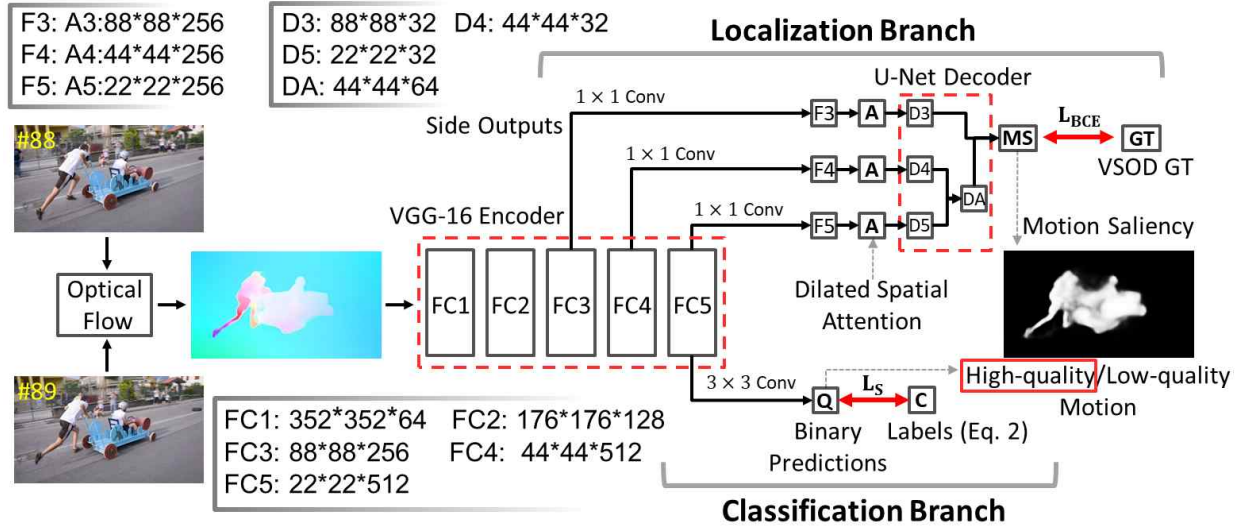 F3: A3:88*88*256
F4: A4:44*44*256
F5: A5:22*22*256
D3: 88*88*32 D4: 44*44*32
D5: 22*22*32
DA: 44*44*64
Localization Branch
U-Net Decoder
1 × 1 Conv
Side Outputs
F3 A D3
MS
L_BCE
GT
VSOD GT
1 × 1 Conv
F4 A D4
DA
1 × 1 Conv
F5 A D5
VGG-16 Encoder
Motion Saliency
#88
Optical
Flow
#89
FC1 FC2 FC3 FC4 FC5
Dilated Spatial
Attention
3 × 3 Conv
Q
L_S
C
High-quality/Low-quality
Motion
Binary
Predictions
Labels (Eq. 2)
FC1: 352*352*64 FC2: 176*176*128
FC3: 88*88*256 FC4: 44*44*512
FC5: 22*22*512
Classification Branch